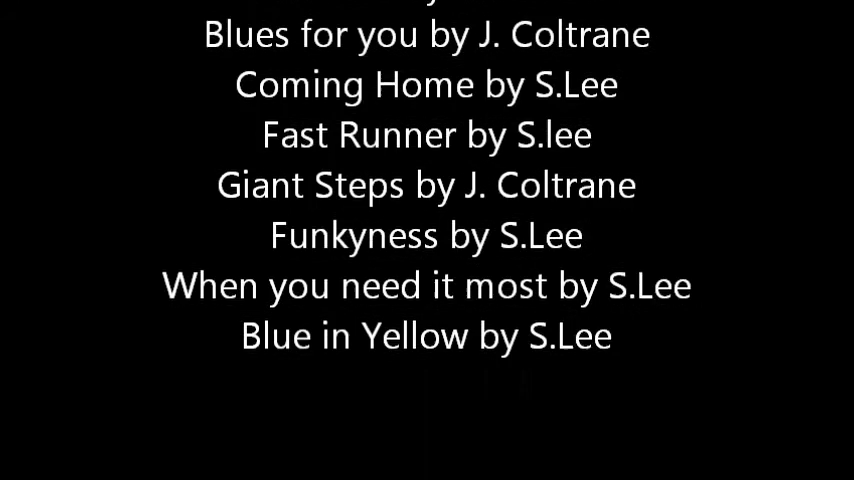 Blues for you by J. Coltrane
Coming Home by S.Lee
Fast Runner by S.lee
Giant Steps by J. Coltrane
Funkyness by S.Lee
When you need it most by S.Lee
Blue in Yellow by S.Lee